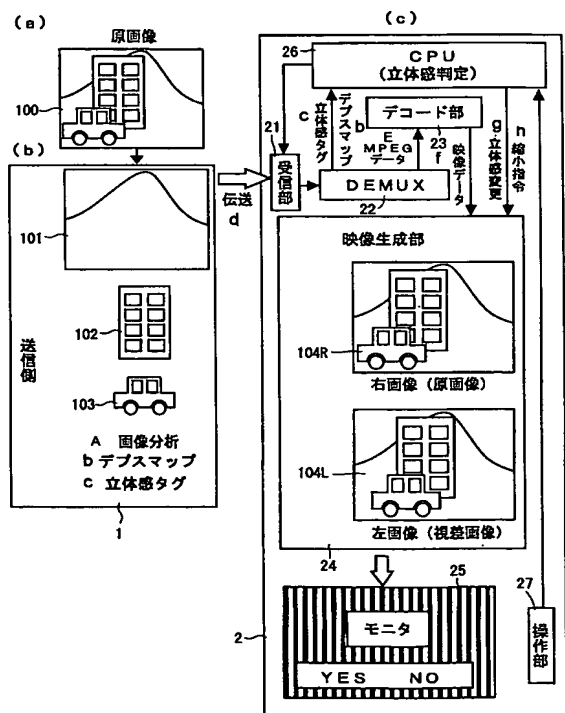 (a)
原画像
100
(b)
101
102
103
送信側
A 画像分析
b デプスマップ
c 立体感タグ
1
伝送
d
(c)
26
CPU
(立体感判定)
21
受信部
c 立体感タグ
b デプスマップ
デコード部
23
E
MPEG
データ
f
映像データ
g:立体感変更
h 縮小指令
DEMUX
22
映像生成部
104R
右画像(原画像)
104L
左画像(視差画像)
24
25
モニタ
YES NO
2
27
操作部